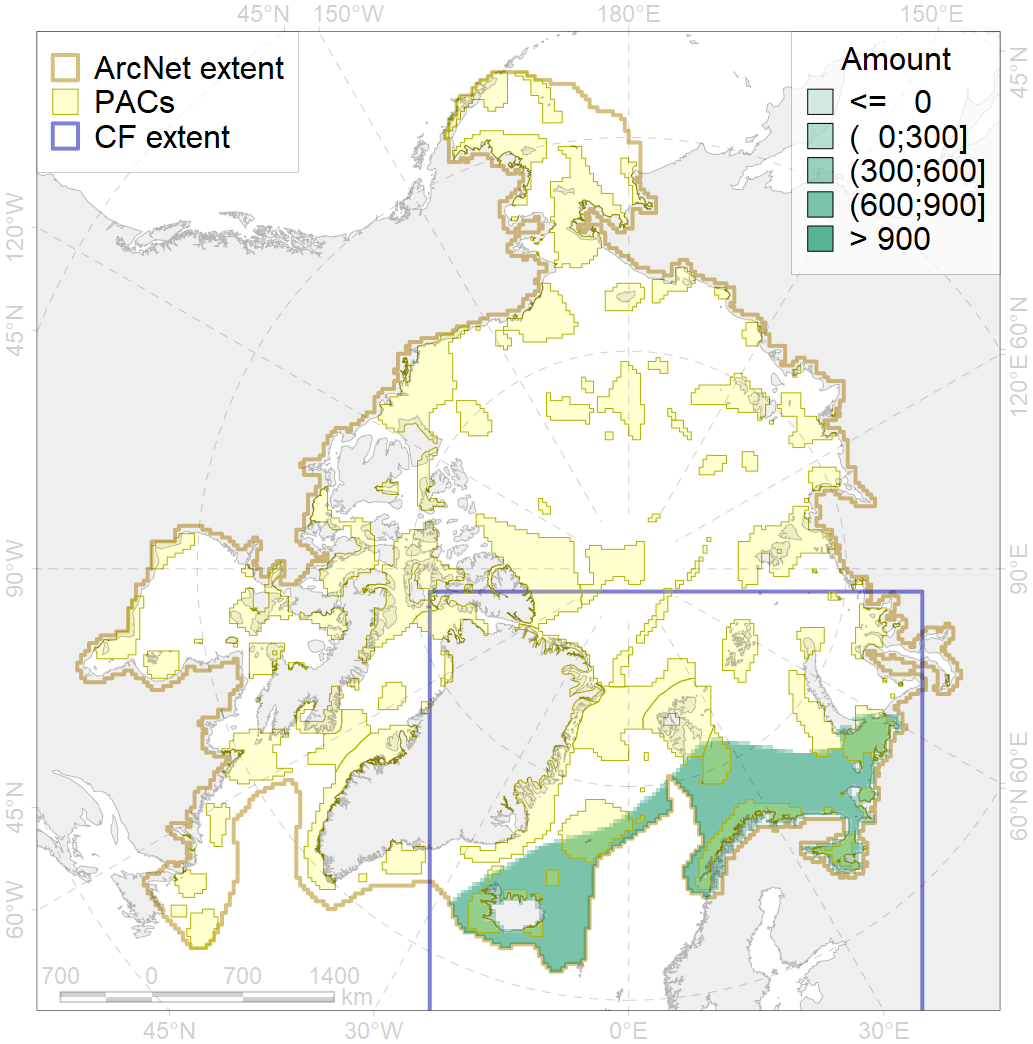 45°N 150°W 180°E 150°E
ArcNet extent
PACs
CF extent
Amount
<= 0
( 0;300]
(300;600]
(600;900]
> 900
45°N
120°W
45°N
60°N
120°E
90°W
90°E
60°E
45°N
60°N
60°W
700 0 700 1400
km
45°N 30°W 0°E 30°E